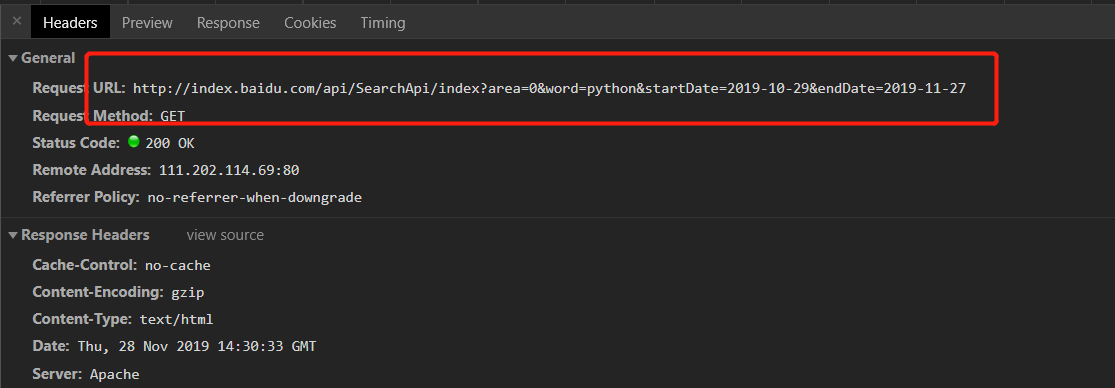 × Headers Preview Response Cookies Timing
▼ General
Request URL: http://index.baidu.com/api/SearchApi/index?area=0&word=python&startDate=2019-10-29&endDate=2019-11-27
Request Method: GET
Status Code: 200 OK
Remote Address: 111.202.114.69:80
Referrer Policy: no-referrer-when-downgrade
▼ Response Headers view source
Cache-Control: no-cache
Content-Encoding: gzip
Content-Type: text/html
Date: Thu, 28 Nov 2019 14:30:33 GMT
Server: Apache